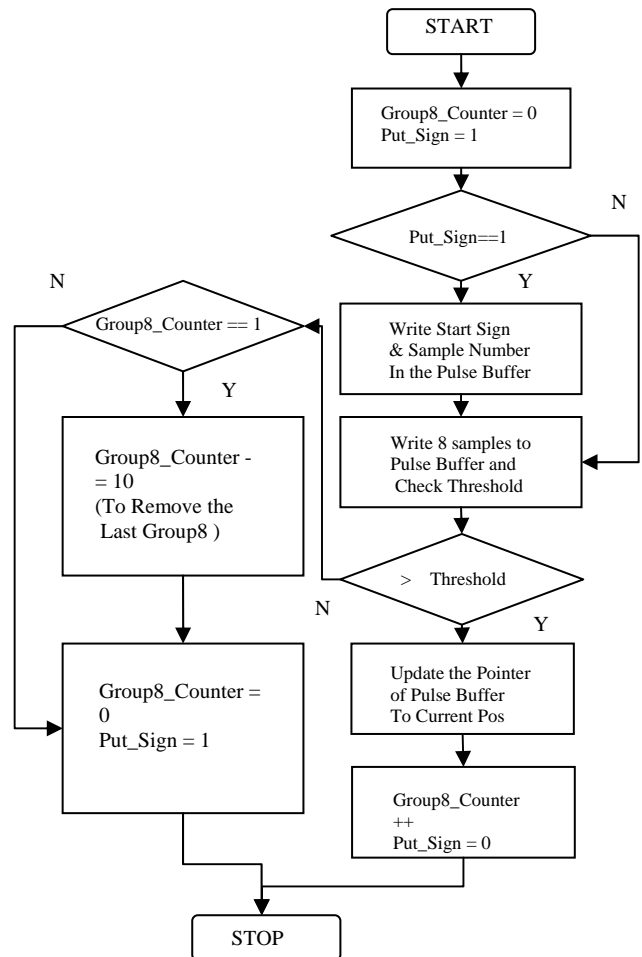 START
Group8_Counter = 0
Put_Sign = 1
N
Put_Sign==1
Y
Write Start Sign
& Sample Number
In the Pulse Buffer
Write 8 samples to
Pulse Buffer and
Check Threshold
> Threshold
N
Y
Update the Pointer
of Pulse Buffer
To Current Pos
Group8_Counter
++
Put_Sign = 0
N
Group8_Counter == 1
Y
Group8_Counter -
= 10
(To Remove the
Last Group8 )
Group8_Counter =
0
Put_Sign = 1
STOP